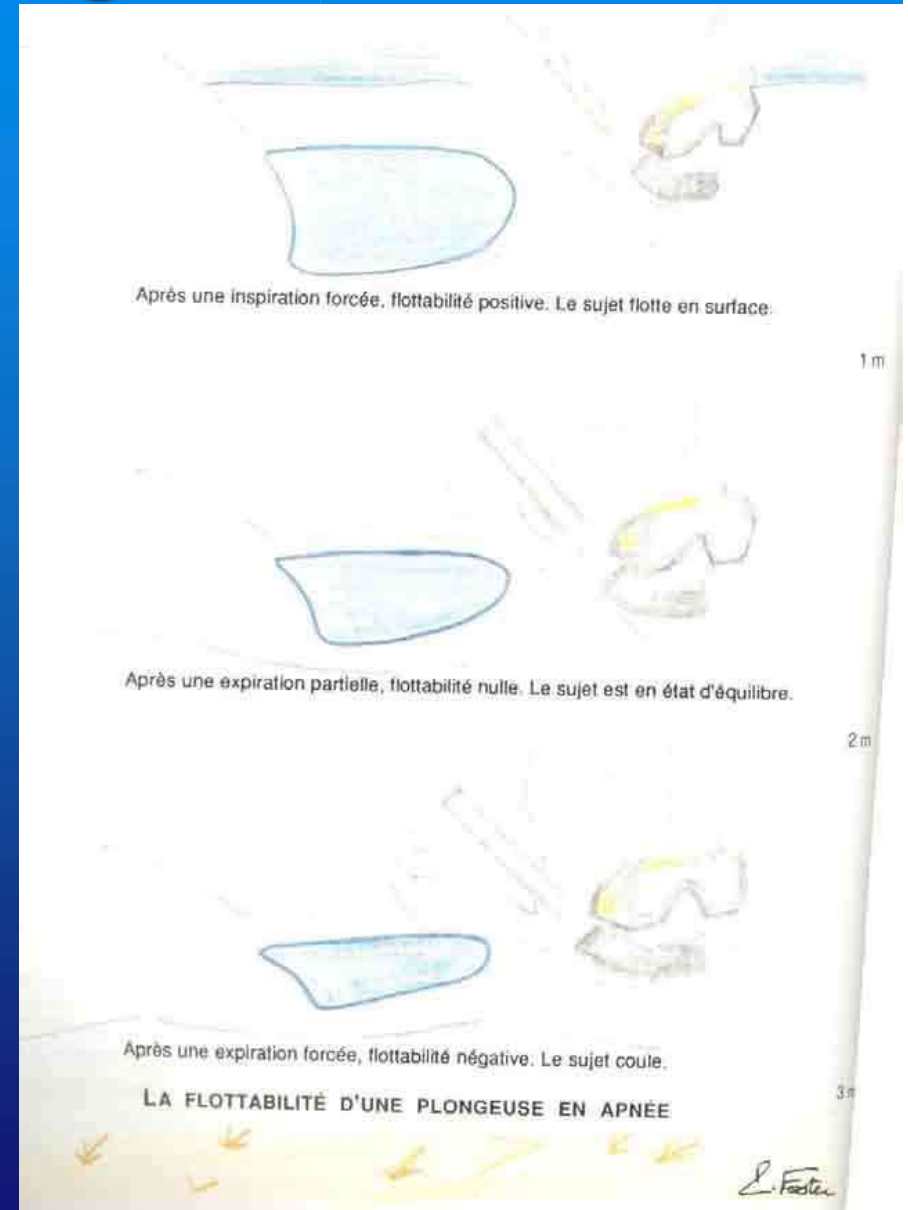 Après une inspiration forcée, flottabilité positive. Le sujet flotte en surface.
1 m
Après une expiration partielle, flottabilité nulle. Le sujet est en état d'équilibre.
2 m
Après une expiration forcée, flottabilité négative. Le sujet coule.
3 m
LA FLOTTABILITÉ D'UNE PLONGEUSE EN APNÉE